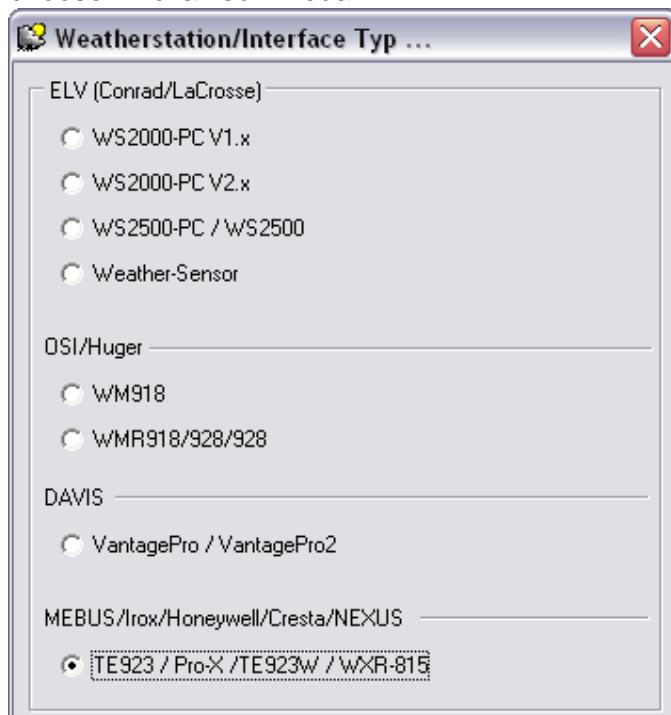 Weatherstation/Interface Typ ...
ELV (Conrad/LaCrosse)
WS2000-PC V1.x
WS2000-PC V2.x
WS2500-PC / WS2500
Weather-Sensor
OSI/Huger
WM918
WMR918/928/928
DAVIS
VantagePro / VantagePro2
MEBUS/Irox/Honeywell/Cresta/NEXUS
TE923 / Pro-X /TE923W / WXR-815